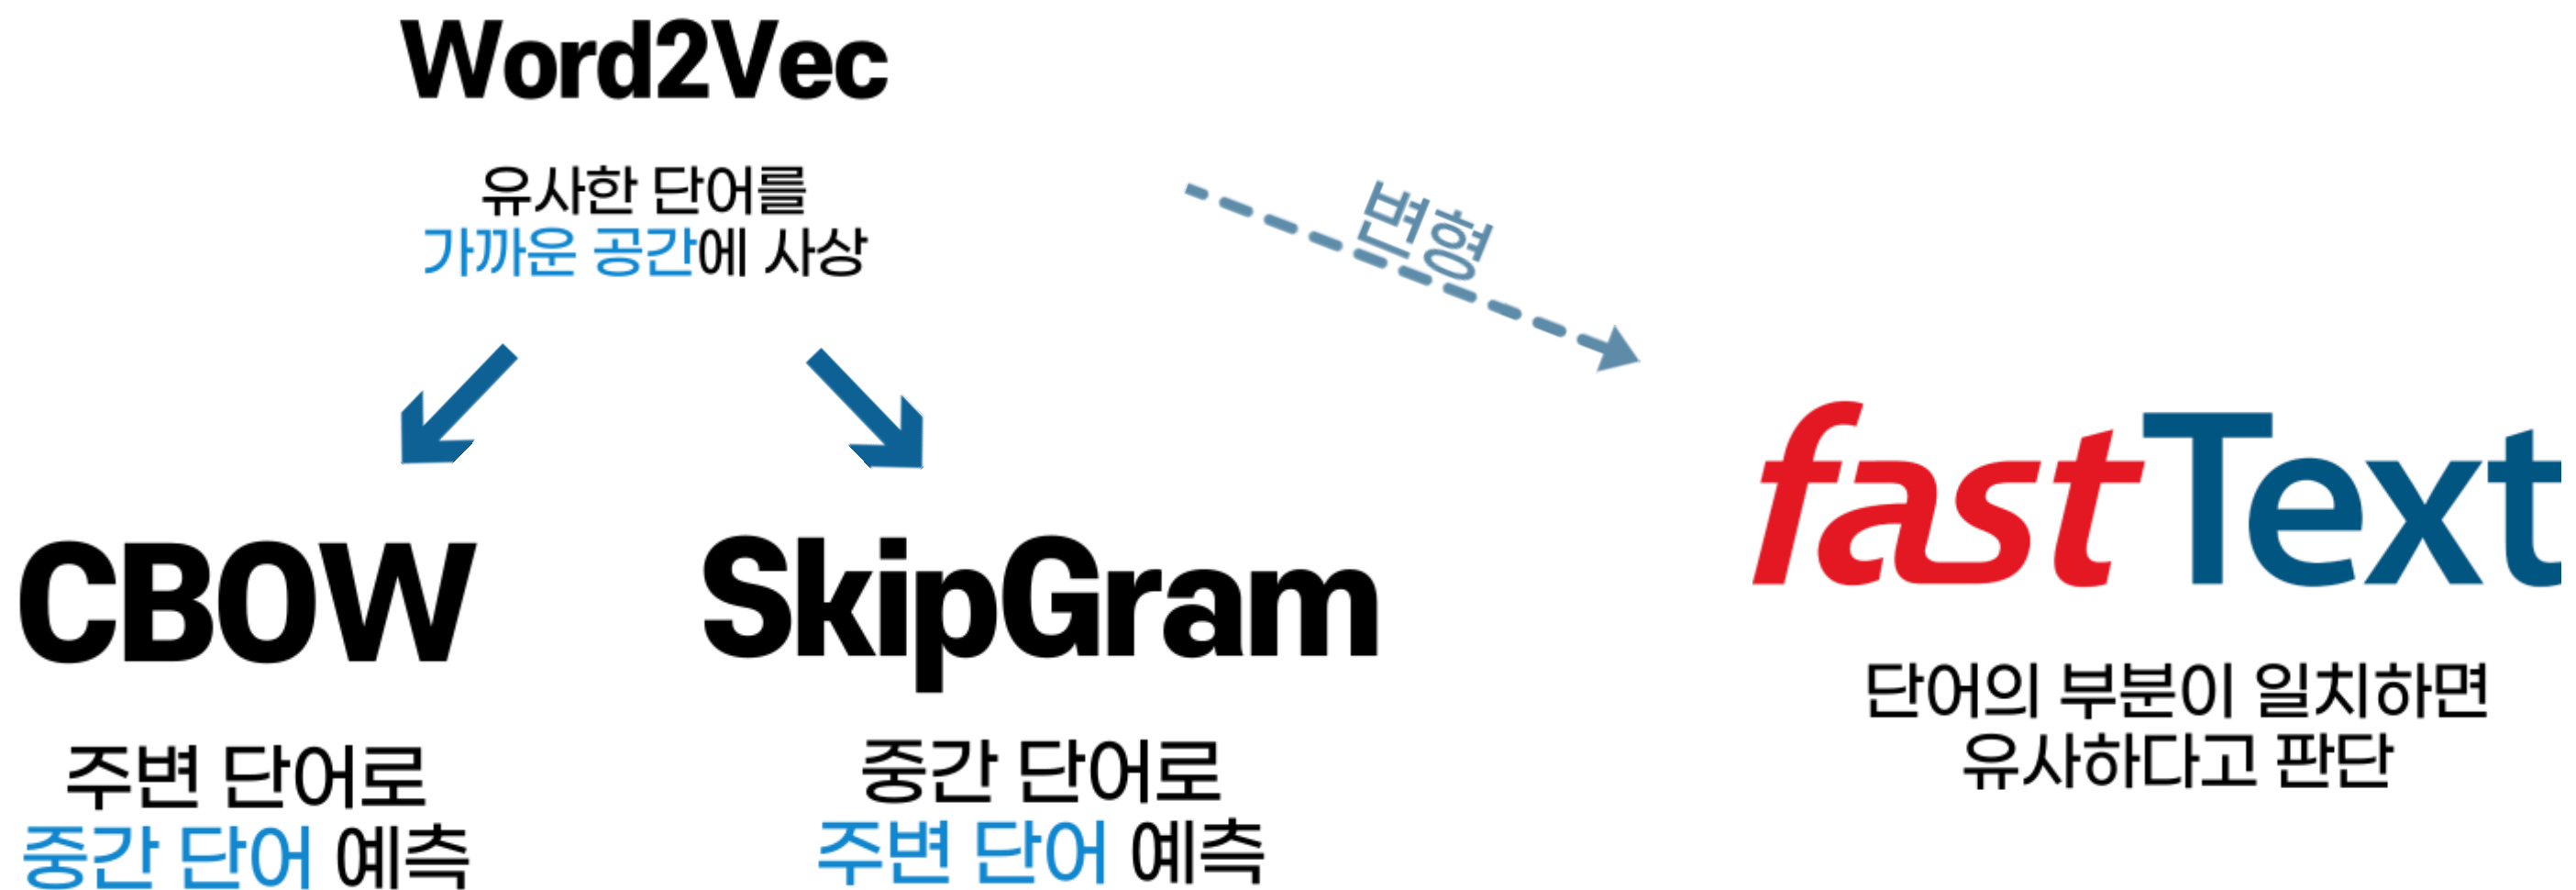 Word2Vec
유사한 단어를
가까운 공간에 사상
변형
CBOW
주변 단어로
중간 단어 예측
SkipGram
중간 단어로
주변 단어 예측
fastText
단어의 부분이 일치하면
유사하다고 판단